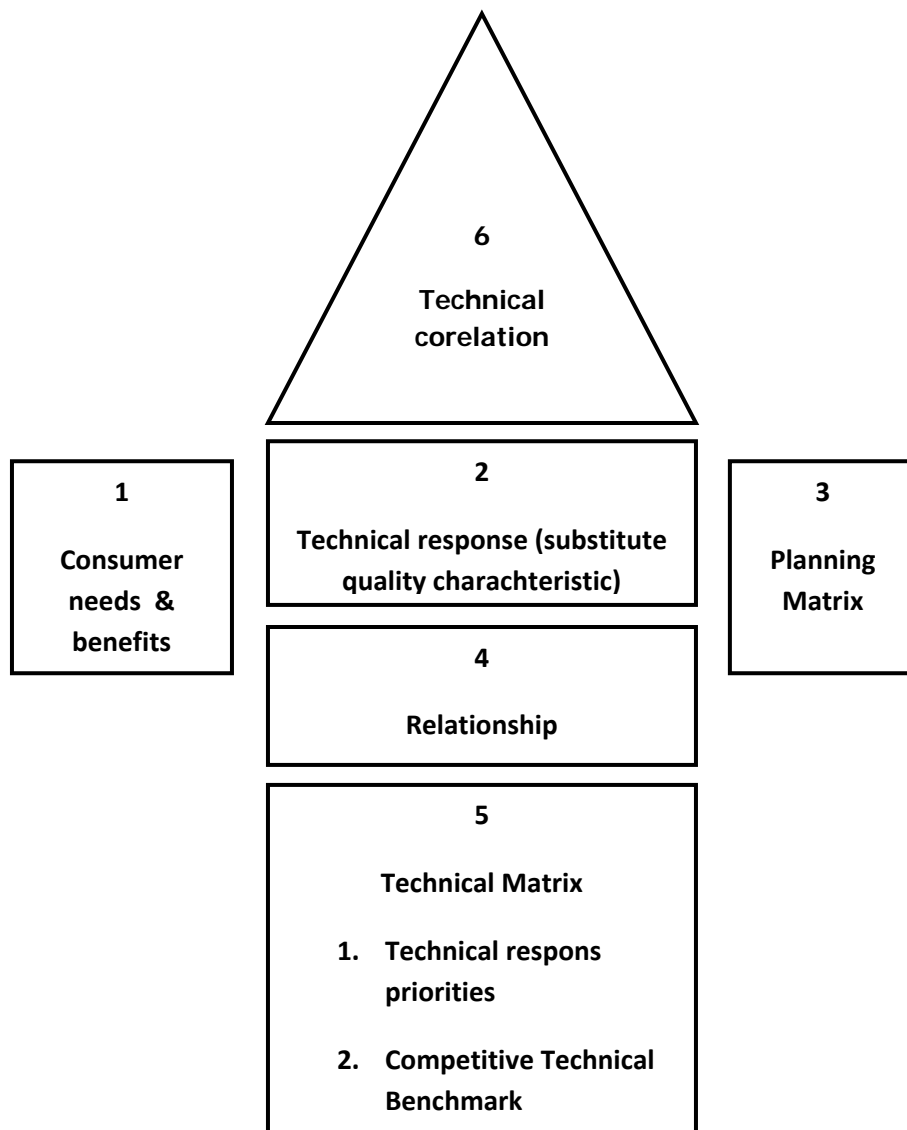 6
Technical
corelation
1
Consumer
needs & 
benefits
2
Technical response (substitute
quality charachteristic)
3
Planning
Matrix
4
Relationship
5
Technical Matrix
1. Technical respons
priorities
2. Competitive Technical
Benchmark